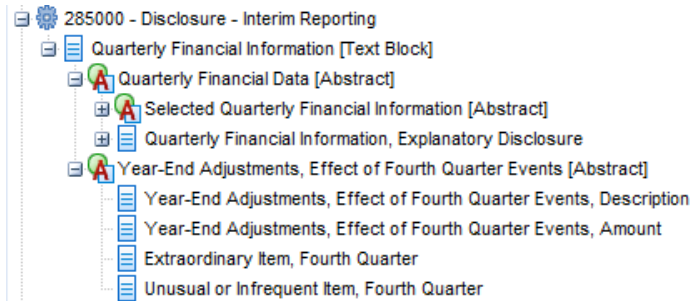 285000 - Disclosure - Interim Reporting
Quarterly Financial Information [Text Block]
Quarterly Financial Data [Abstract]
Selected Quarterly Financial Information [Abstract]
Quarterly Financial Information, Explanatory Disclosure
Year-End Adjustments, Effect of Fourth Quarter Events [Abstract]
Year-End Adjustments, Effect of Fourth Quarter Events, Description
Year-End Adjustments, Effect of Fourth Quarter Events, Amount
Extraordinary Item, Fourth Quarter
Unusual or Infrequent Item, Fourth Quarter